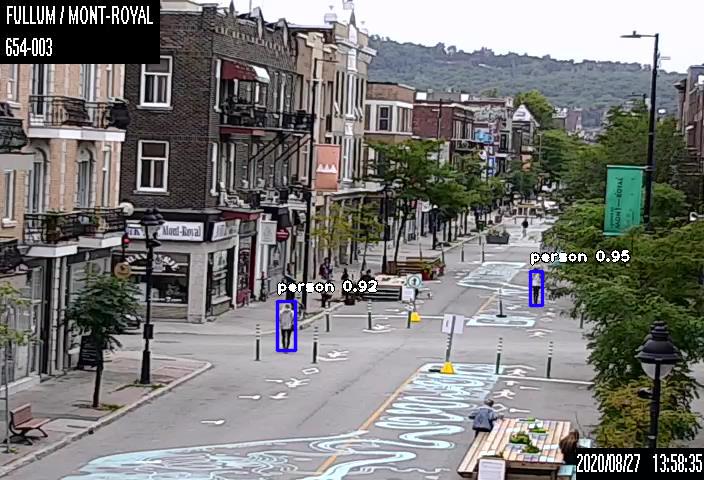 FULLUM / MONT-ROYAL
654-003
person 0.95
person 0.92
Mont-Royal
MONT-ROYAL
2020/08/27 13:58:35